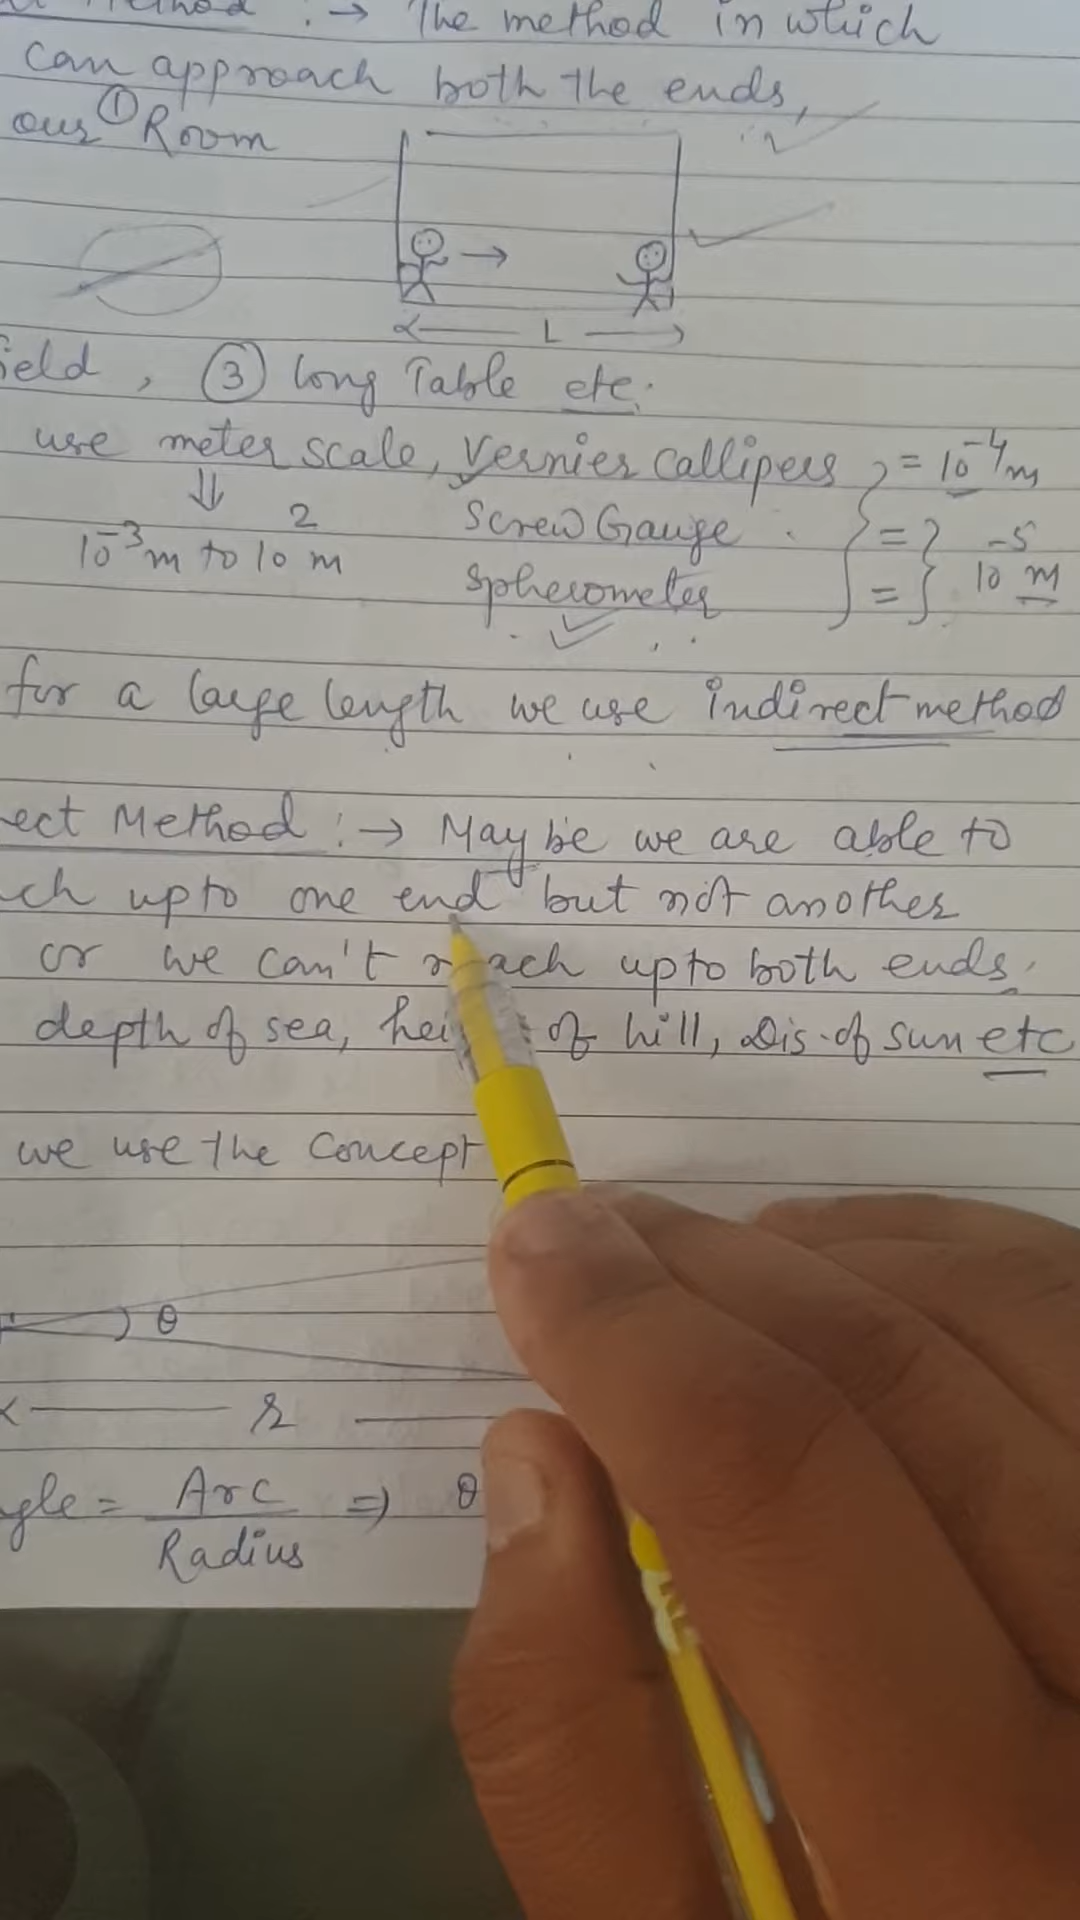 Method :→ The method in which
can approach both the ends,
our ① Room
L
ield, ③ long Table etc.
use meter scale, Vernier Callipers = 10⁻⁴m
⇓ Screw Gauge =
10⁻³m to 10² m Spherometer = 10⁻⁵ m
for a large length we use indirect method
ect Method :→ May be we are able to
ch upto one end but not another
or we can't reach upto both ends.
depth of sea, hei of hill, Dis. of sun etc
we use the concept
θ
r
gle = Arc / Radius ⇒ θ